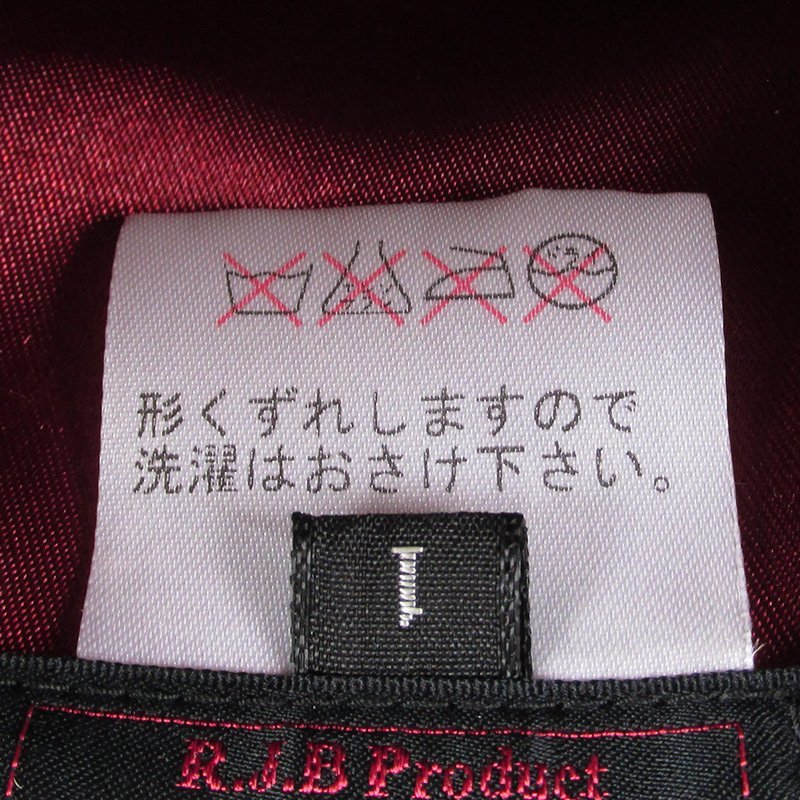 形くずれしますので
洗濯はおさけ下さい。
R.J.B Product